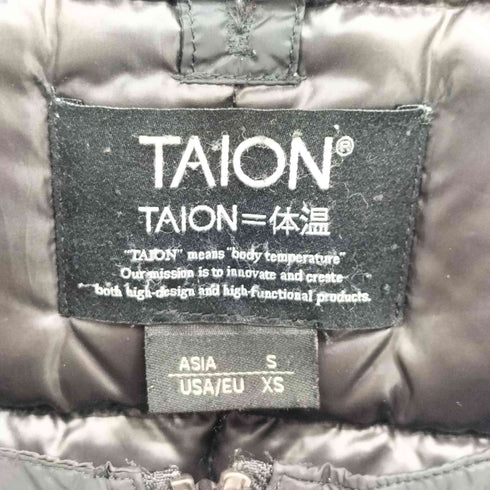 TAION®
TAION=体温
"TAION" means "body temperature"
Our mission is to innovate and create
both high-design and high-functional products.
ASIA S
USA/EU XS